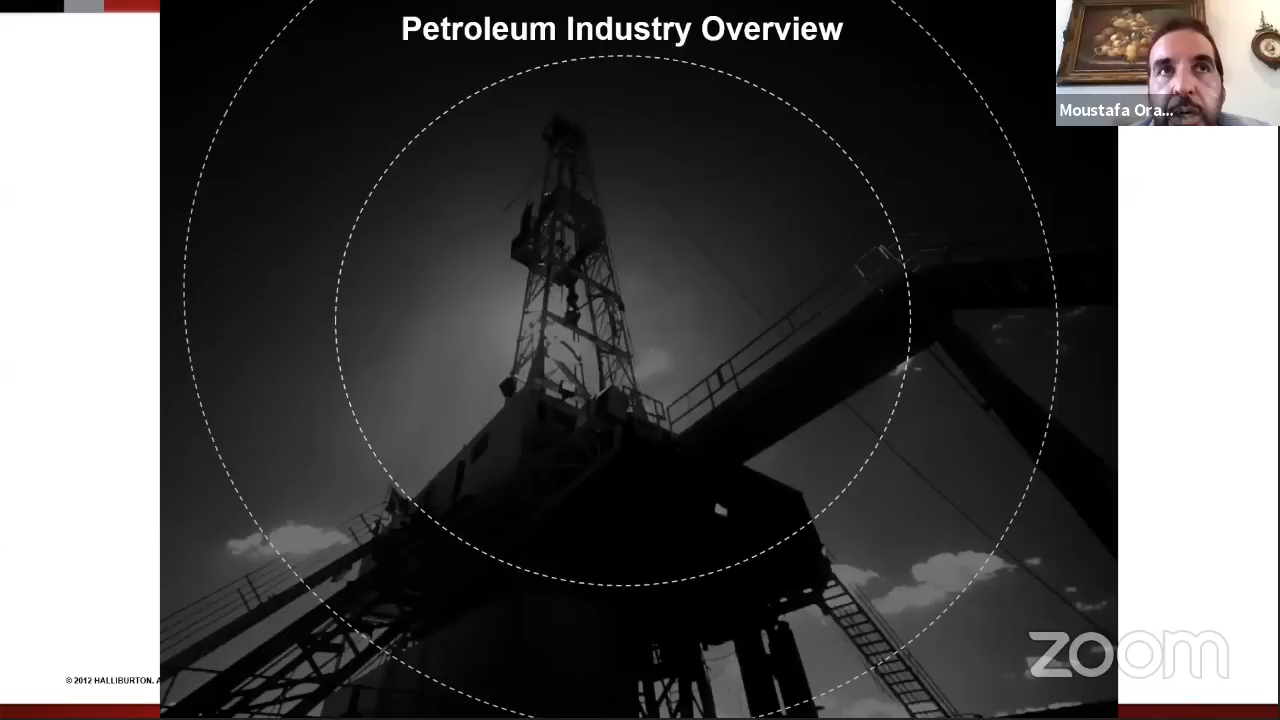 Petroleum Industry Overview
Moustafa Ora...
© 2012 HALLIBURTON. A
zoom